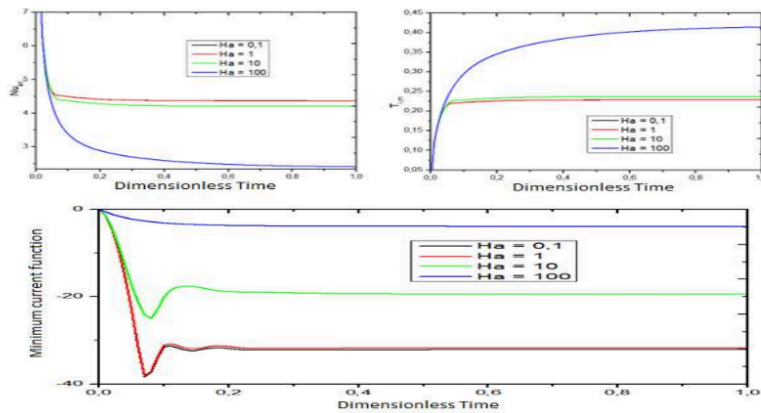 Ha = 0,1
Ha = 1
Ha = 10
Ha = 100
6
4
0,0 0,2 0,4 0,6 0,8 1,0
Dimensionless Time
0,45
0,40
0,35
0,30
0,25
0,20
0,15
0,10
0,05
Ha = 0,1
Ha = 1
Ha = 10
Ha = 100
0,0 0,2 0,4 0,6 0,8 1,0
Dimensionless Time
Minimum current function
0
-20
-40
Ha = 0,1
Ha = 1
Ha = 10
Ha = 100
0,0 0,2 0,4 0,6 0,8 1,0
Dimensionless Time